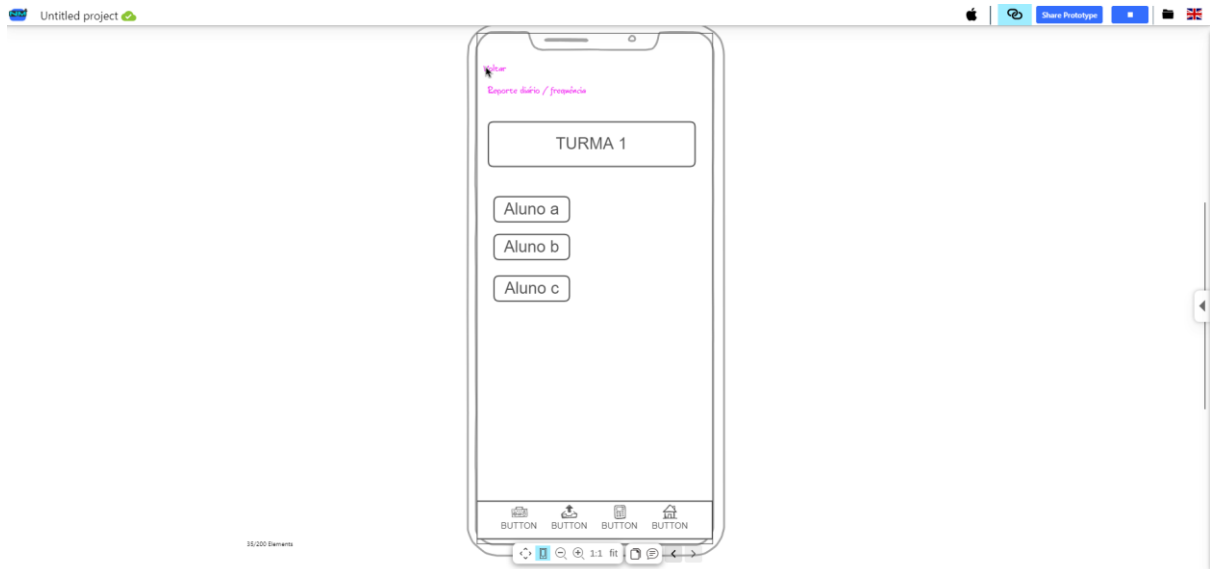 Untitled project
Share Prototype
Voltar
Reporte diário / frequência
TURMA 1
Aluno a
Aluno b
Aluno c
BUTTON BUTTON BUTTON BUTTON
35/200 Elements
1:1 fit